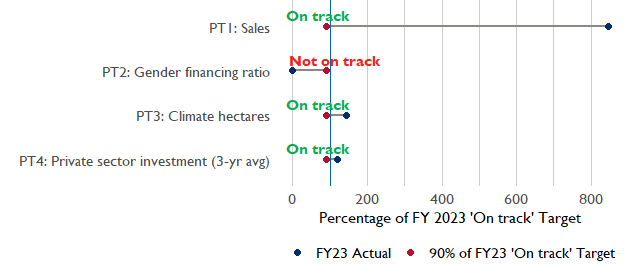 On track
PT1: Sales
Not on track
PT2: Gender financing ratio
On track
PT3: Climate hectares
On track
PT4: Private sector investment (3-yr avg)
0 200 400 600 800
Percentage of FY 2023 'On track' Target
FY23 Actual 90% of FY23 'On track' Target